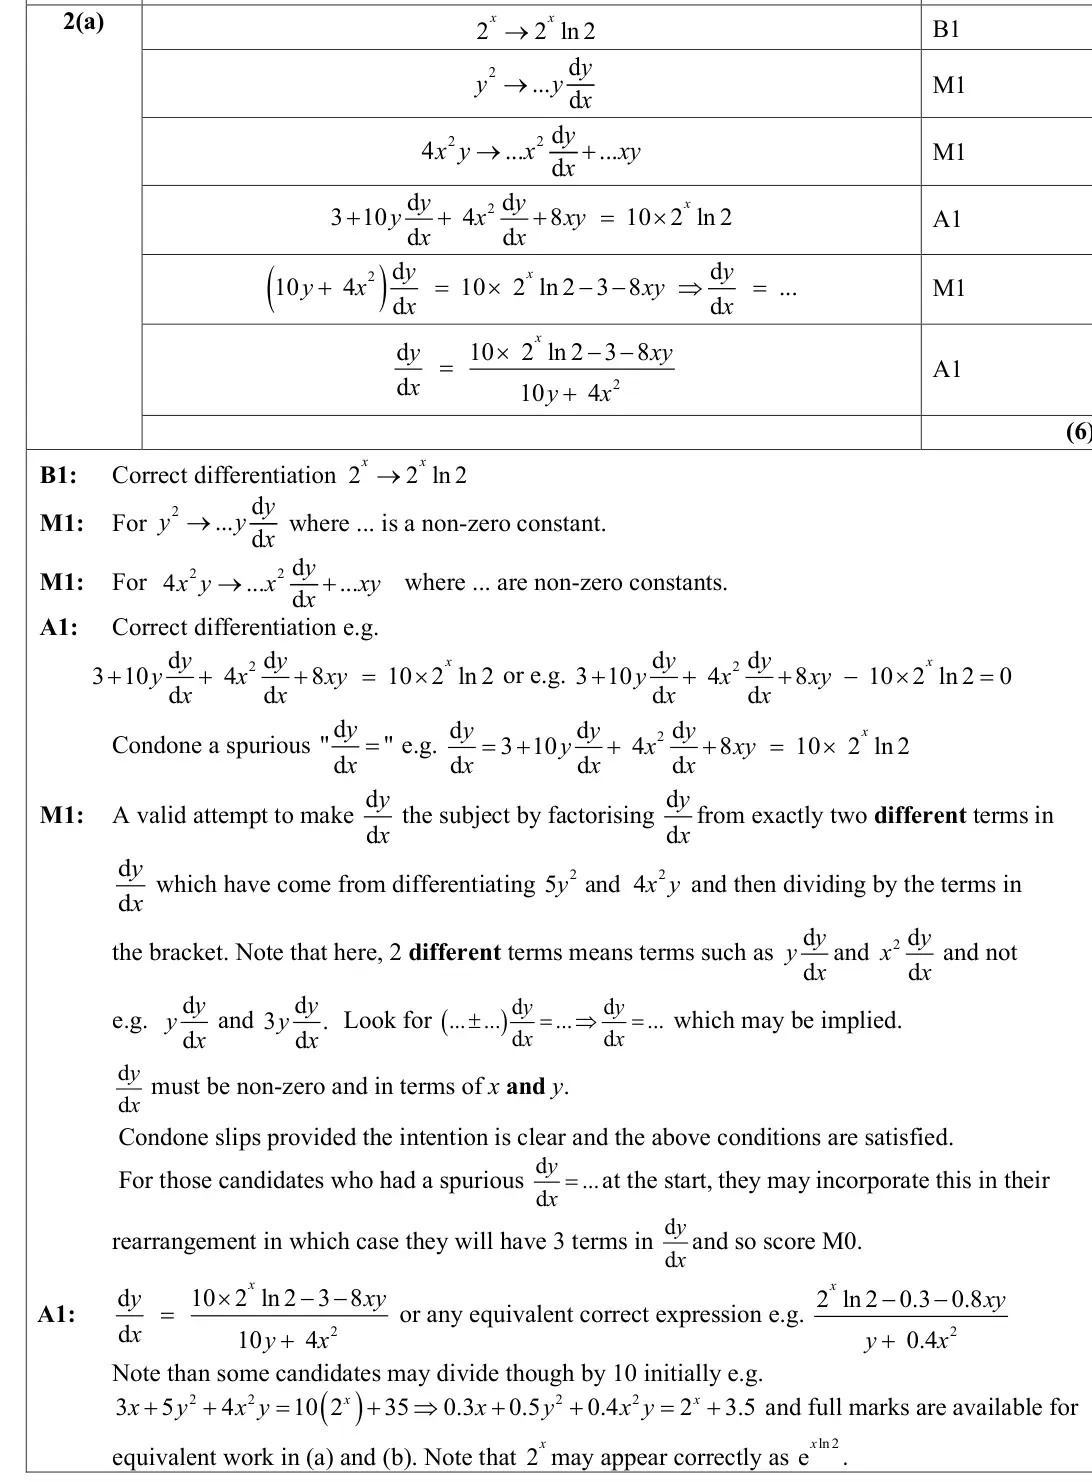 2(a) 2^x → 2^x ln 2 B1
y² → ...y dy/dx M1
4x²y → ...x² dy/dx + ...xy M1
3 + 10y dy/dx + 4x² dy/dx + 8xy = 10 × 2^x ln 2 A1
(10y + 4x²) dy/dx = 10 × 2^x ln 2 − 3 − 8xy ⇒ dy/dx = ... M1
dy/dx = (10 × 2^x ln 2 − 3 − 8xy)/(10y + 4x²) A1
(6)
B1: Correct differentiation 2^x → 2^x ln 2
M1: For y² → ...y dy/dx where ... is a non-zero constant.
M1: For 4x²y → ...x² dy/dx + ...xy where ... are non-zero constants.
A1: Correct differentiation e.g.
3 + 10y dy/dx + 4x² dy/dx + 8xy = 10 × 2^x ln 2 or e.g. 3 + 10y dy/dx + 4x² dy/dx + 8xy − 10 × 2^x ln 2 = 0
Condone a spurious "dy/dx =" e.g. dy/dx = 3 + 10y dy/dx + 4x² dy/dx + 8xy = 10 × 2^x ln 2
M1: A valid attempt to make dy/dx the subject by factorising dy/dx from exactly two different terms in
dy/dx which have come from differentiating 5y² and 4x²y and then dividing by the terms in
the bracket. Note that here, 2 different terms means terms such as y dy/dx and x² dy/dx and not
e.g. y dy/dx and 3y dy/dx. Look for (... ± ...) dy/dx = ... ⇒ dy/dx = ... which may be implied.
dy/dx must be non-zero and in terms of x and y.
Condone slips provided the intention is clear and the above conditions are satisfied.
For those candidates who had a spurious dy/dx = ... at the start, they may incorporate this in their
rearrangement in which case they will have 3 terms in dy/dx and so score M0.
A1: dy/dx = (10 × 2^x ln 2 − 3 − 8xy)/(10y + 4x²) or any equivalent correct expression e.g. (2^x ln 2 − 0.3 − 0.8xy)/(y + 0.4x²)
Note than some candidates may divide though by 10 initially e.g.
3x + 5y² + 4x²y = 10(2^x) + 35 ⇒ 0.3x + 0.5y² + 0.4x²y = 2^x + 3.5 and full marks are available for
equivalent work in (a) and (b). Note that 2^x may appear correctly as e^(x ln 2).